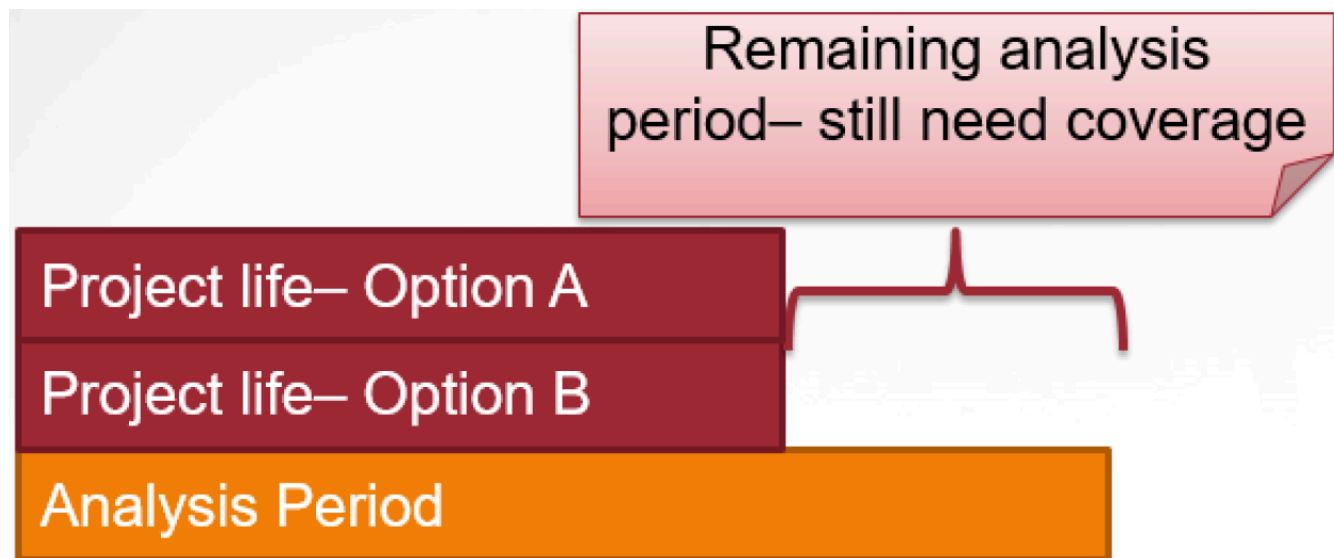 Remaining analysis
period– still need coverage
Project life– Option A
Project life– Option B
Analysis Period